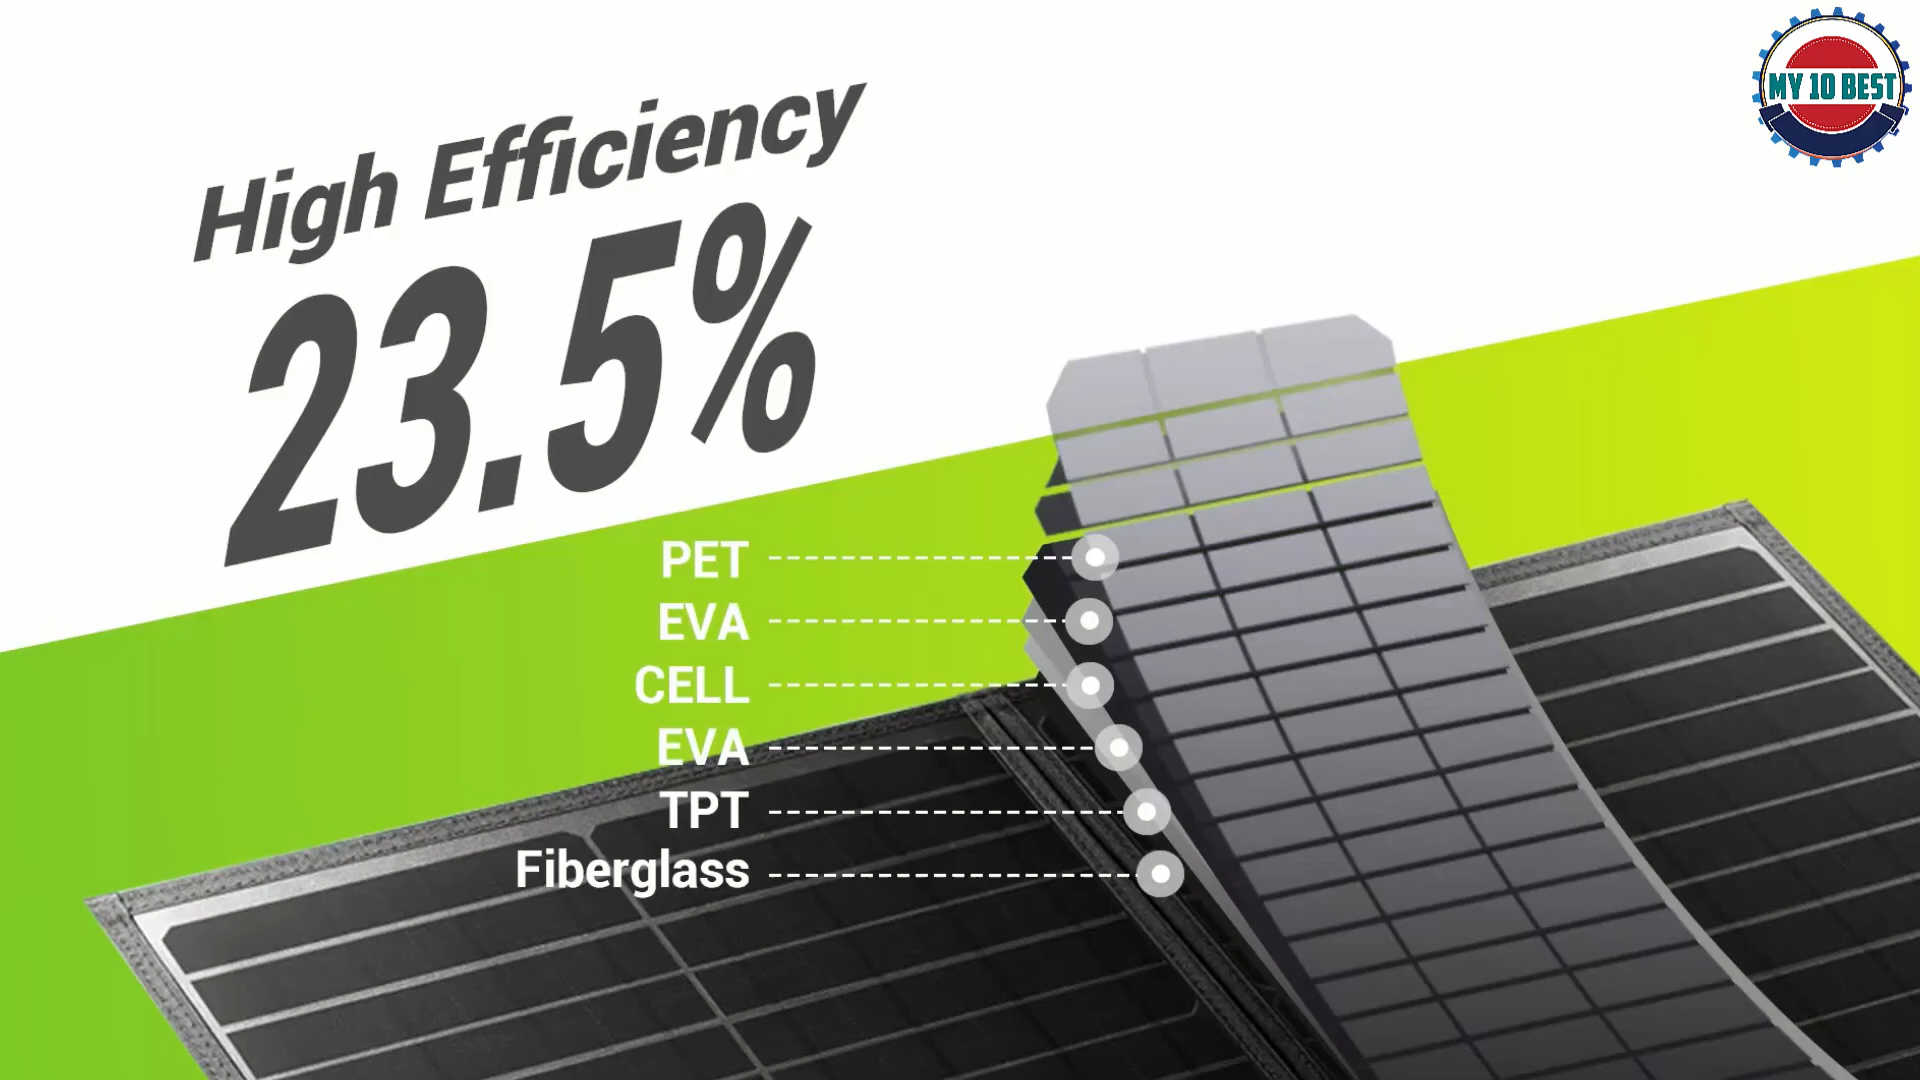 MY 10 BEST
High Efficiency
23.5%
PET
EVA
CELL
EVA
TPT
Fiberglass